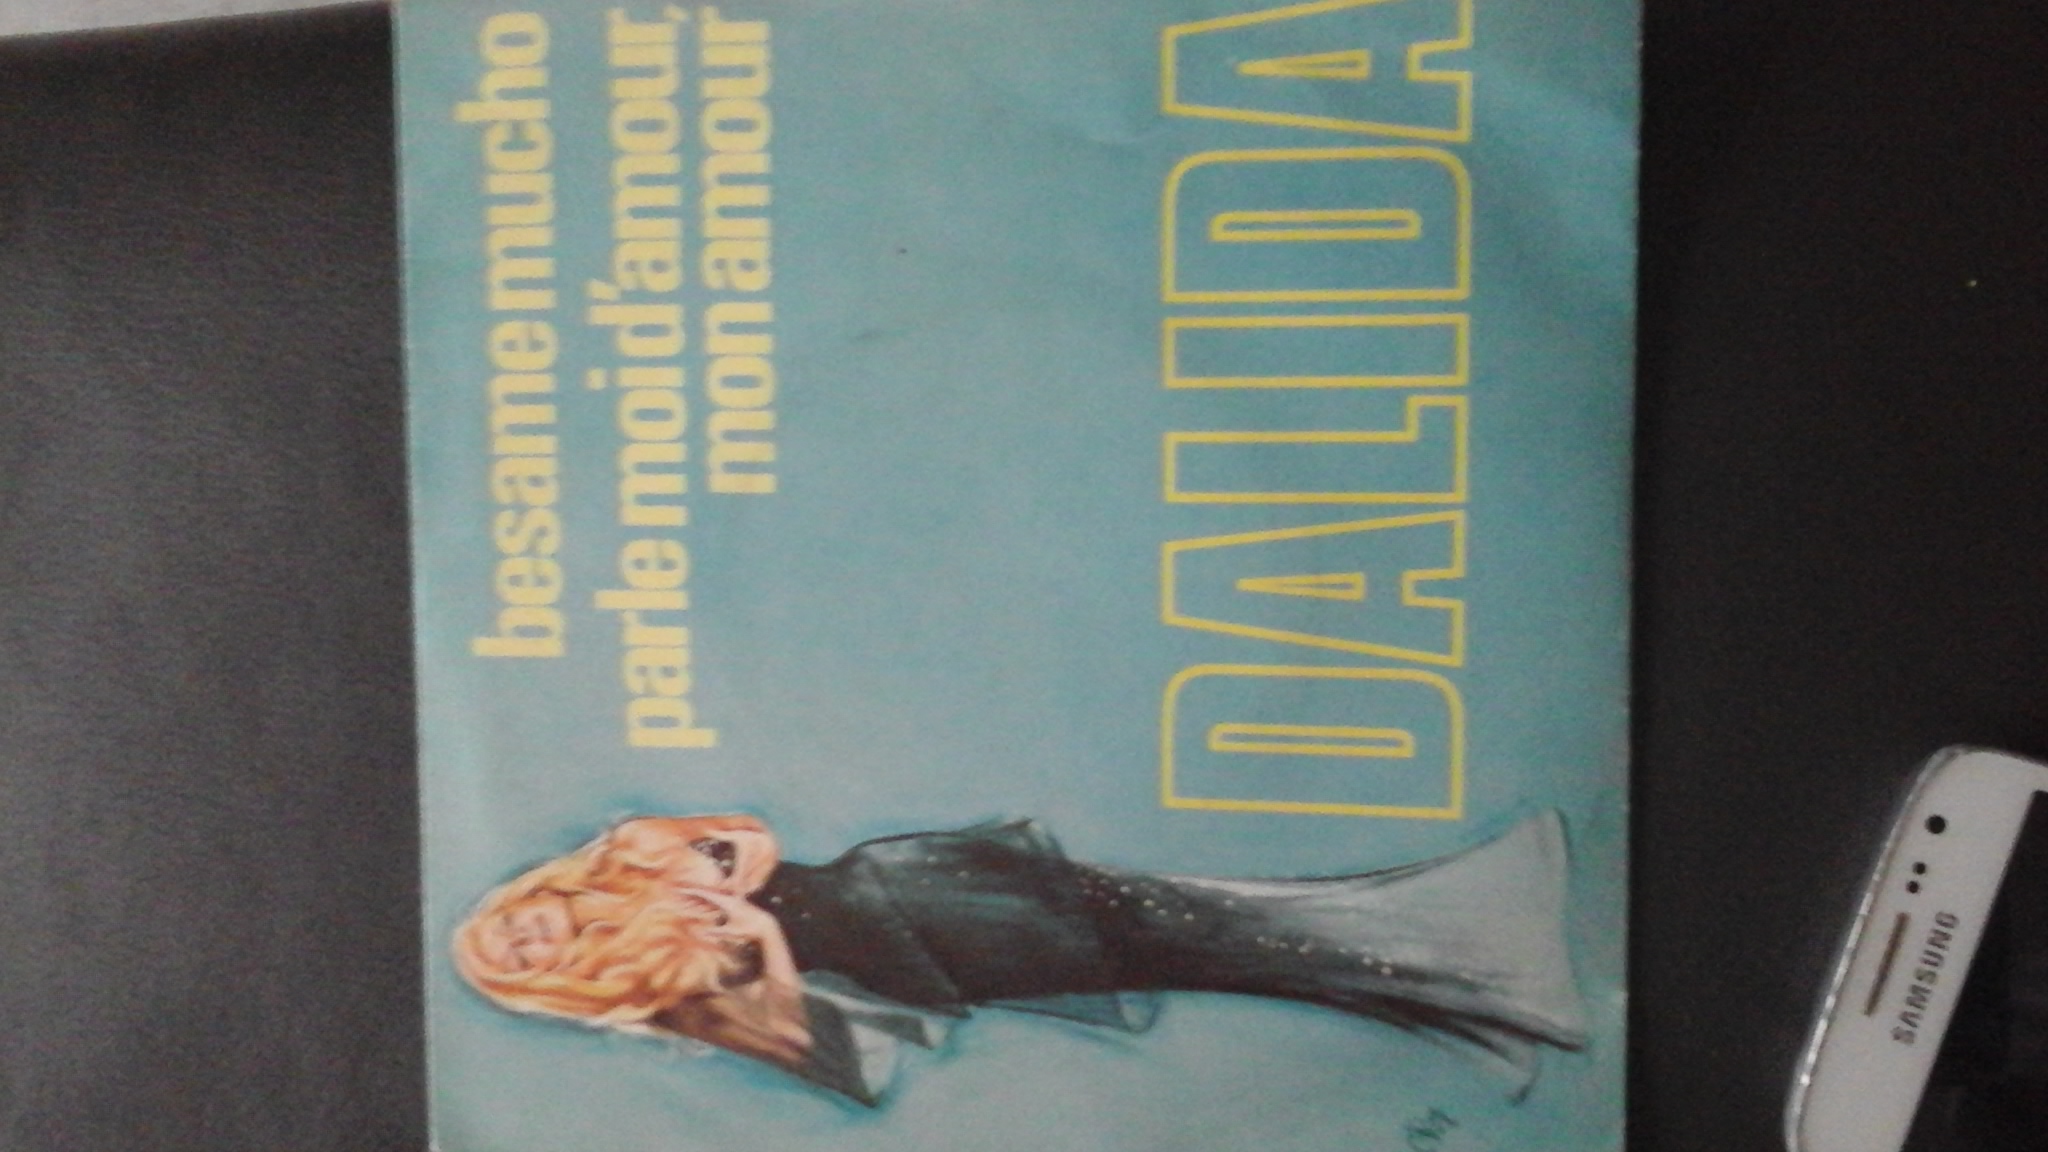 besame mucho
parle moi d'amour,
mon amour
DALIDA
SAMSUNG